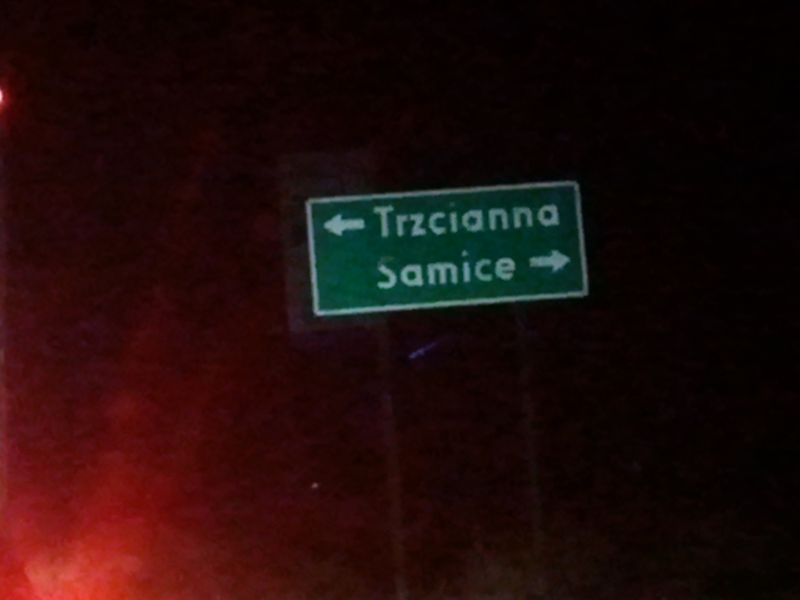 ← Trzcianna
Samice →